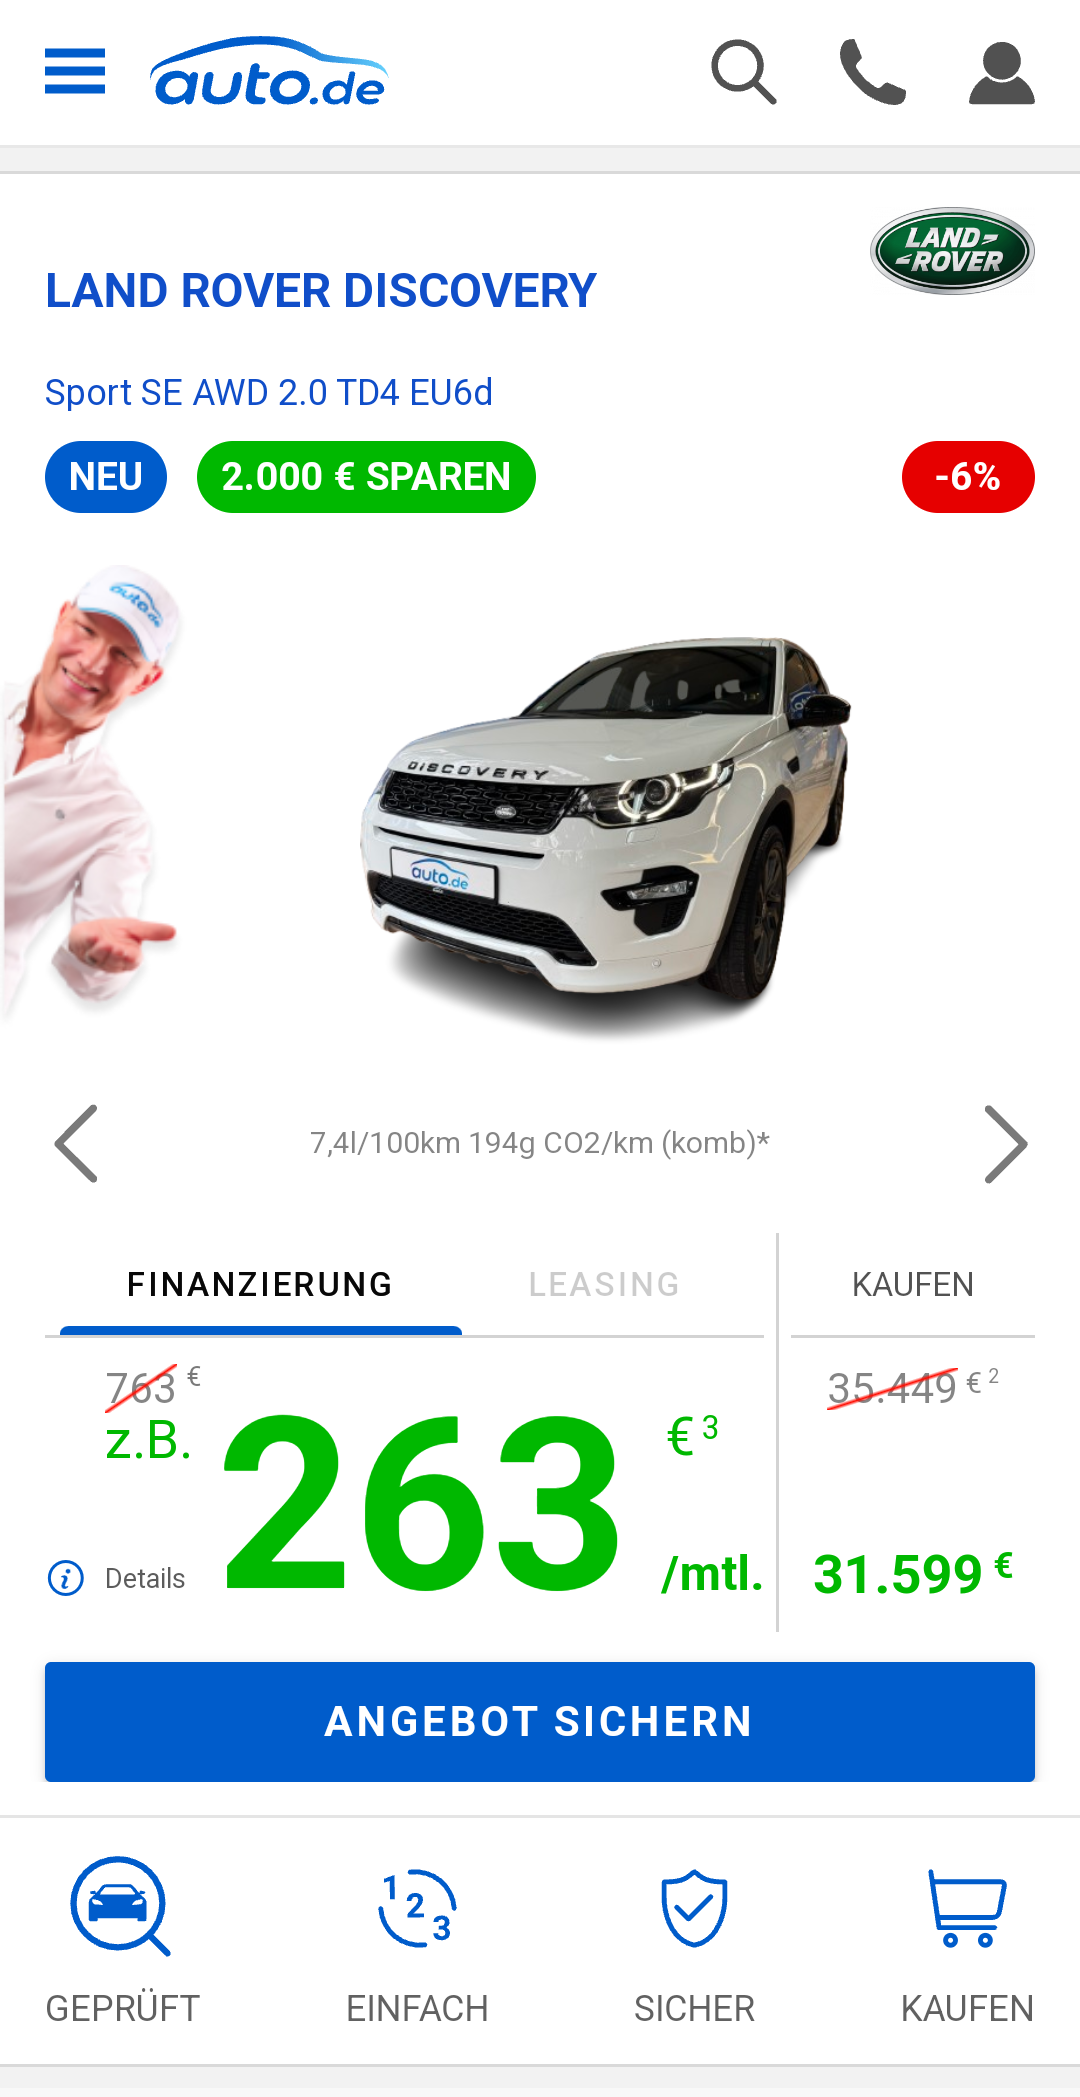 auto.de
LAND-
-ROVER
LAND ROVER DISCOVERY
Sport SE AWD 2.0 TD4 EU6d
NEU
2.000 € SPAREN
-6%
auto.de
DISCOVERY
auto.de
7,4l/100km 194g CO2/km (komb)*
FINANZIERUNG
LEASING
KAUFEN
763 €
35.449 € 2
z.B.
263
€ 3
/mtl.
Details
31.599 €
ANGEBOT SICHERN
1
2
3
GEPRÜFT
EINFACH
SICHER
KAUFEN